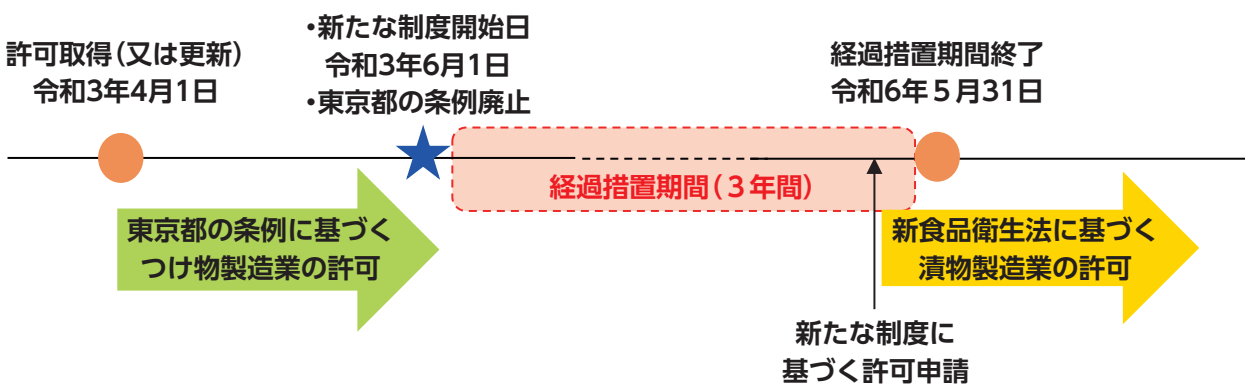 許可取得（又は更新）
令和3年4月1日
・新たな制度開始日
令和3年6月1日
・東京都の条例廃止
経過措置期間終了
令和6年５月31日
経過措置期間（３年間）
東京都の条例に基づく
つけ物製造業の許可
新食品衛生法に基づく
漬物製造業の許可
新たな制度に
基づく許可申請